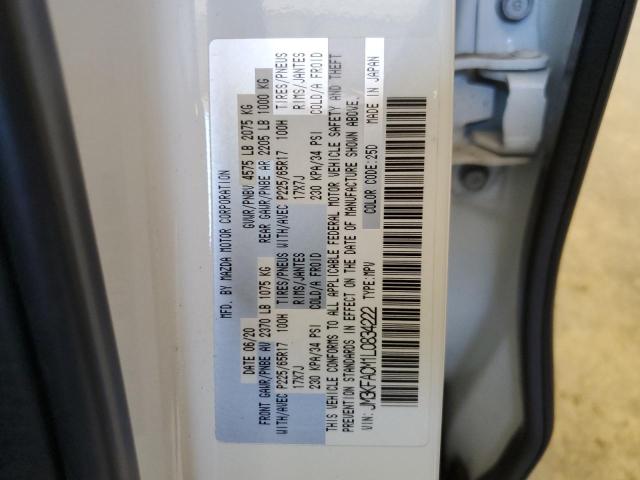 MFD. BY MAZDA MOTOR CORPORATION
DATE 06/20 GVWR/PNBV 4575 LB 2075 KG
FRONT GAWR/PNBE AV 2370 LB 1075 KG REAR GAWR/PNBE AR 2205 LB 1000 KG
WITH/AVEC P225/65R17 100H TIRES/PNEUS WITH/AVEC P225/65R17 100H TIRES/PNEUS
17X7J RIMS/JANTES 17X7J RIMS/JANTES
230 KPA/34 PSI COLD/A FROID 230 KPA/34 PSI COLD/A FROID
THIS VEHICLE CONFORMS TO ALL APPLICABLE FEDERAL MOTOR VEHICLE SAFETY AND THEFT
PREVENTION STANDARDS IN EFFECT ON THE DATE OF MANUFACTURE SHOWN ABOVE.
VIN: JM3KFADM1L0834222 TYPE: MPV COLOR CODE: 25D MADE IN JAPAN